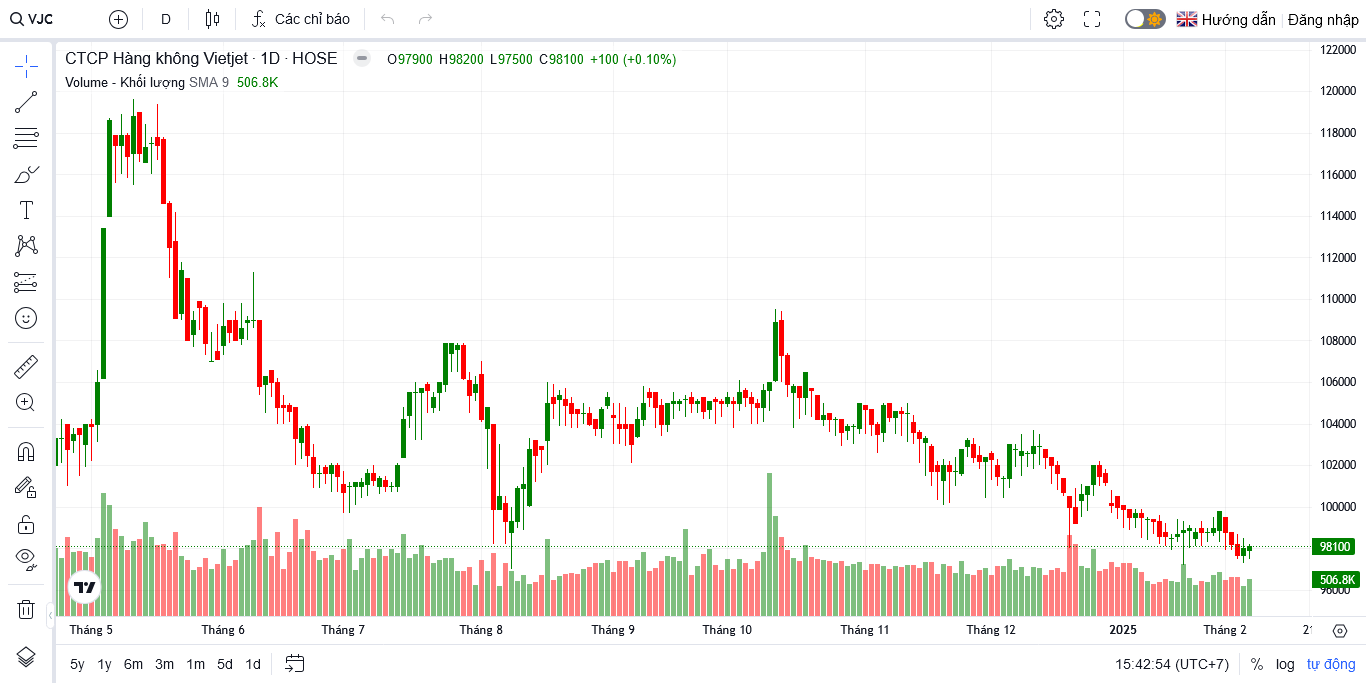 VJC D Các chỉ báo Hướng dẫn Đăng nhập
CTCP Hàng không Vietjet · 1D · HOSE O97900 H98200 L97500 C98100 +100 (+0.10%)
Volume - Khối lượng SMA 9 506.8K
122000
120000
118000
116000
114000
112000
110000
108000
106000
104000
102000
100000
98100
506.8K
96000
Tháng 5 Tháng 6 Tháng 7 Tháng 8 Tháng 9 Tháng 10 Tháng 11 Tháng 12 2025 Tháng 2 21
5y 1y 6m 3m 1m 5d 1d 15:42:54 (UTC+7) % log tự động